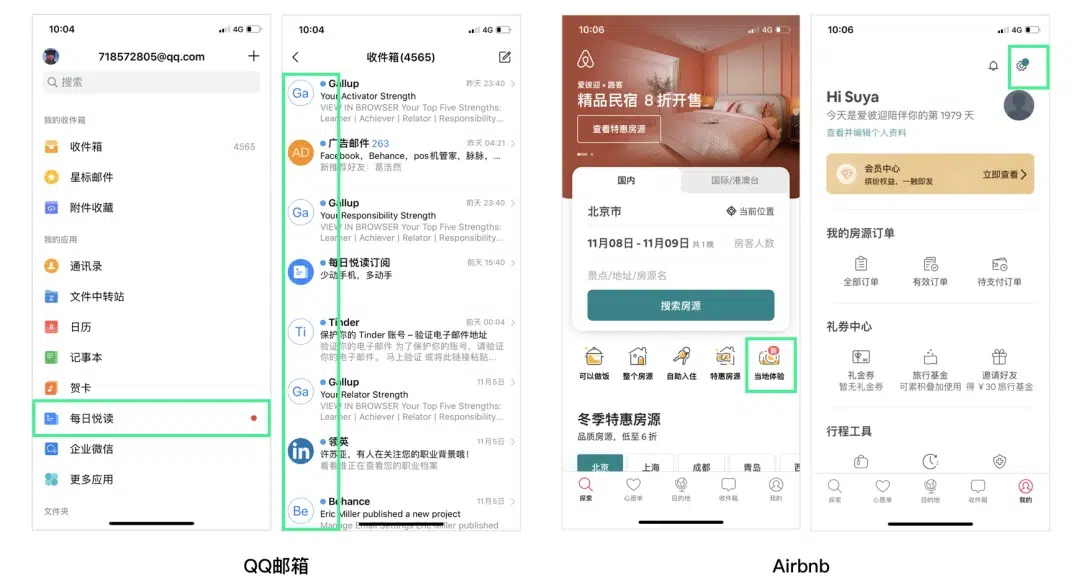 10:04
4G
718572805@qq.com
搜索
我的收件箱
收件箱 4565
星标邮件
附件收藏
我的应用
通讯录
文件中转站
日历
记事本
贺卡
每日悦读
企业微信
更多应用
文件夹
10:04
4G
收件箱(4565)
Ga
Gallup 昨天 23:40
Your Activator Strength
VIEW IN BROWSER Your Top Five Strengths:
Learner | Achiever | Relator | Responsibility...
AD
广告邮件 263 昨天 04:21
Facebook，Behance，pos机管家，脉脉，...
新推荐好友：葛浩然
Ga
Gallup 前天 23:40
Your Responsibility Strength
VIEW IN BROWSER Your Top Five Strengths:
Learner | Achiever | Relator | Responsibility...
每日悦读订阅 前天 15:40
少动手机，多动手
Ti
Tinder 前天 00:04
保护你的 Tinder 账号 – 验证电子邮件地址
验证你的电子邮件 为了保护你的账号，请验证
你的电子邮件。 马上验证 或将此链接粘贴...
Ga
Gallup 11月5日
Your Relator Strength
VIEW IN BROWSER Your Top Five Strengths:
Learner | Achiever | Relator | Responsibility...
in
领英 11月5日
许苏亚，有人在关注您的职业背景哦！
看看谁正在查看您的职业档案
Be
Behance 11月5日
Eric Miller published a new project
Manage Email Settings Eric Miller published
QQ邮箱
10:06
4G
爱彼迎 × 路客
精品民宿 8 折开售
查看特惠房源
国内 国际/港澳台
北京市 当前位置
11月08日 - 11月09日 共1晚 房客人数
景点/地址/房源名
搜索房源
可以做饭 整个房源 自助入住 特惠房源 当地体验
冬季特惠房源
品质房源，低至 6 折
北京 上海 成都 青岛 西
探索 心愿单 目的地 收件箱 我的
10:06
4G
Hi Suya
今天是爱彼迎陪伴你的第 1979 天
查看并编辑个人资料
会员中心
缤纷权益，一触即发
立即查看
我的房源订单
全部订单 有效订单 待支付订单
礼券中心
礼金券 旅行基金 邀请好友
暂无礼金券 可累积叠加使用 得 ¥30 旅行基金
行程工具
探索 心愿单 目的地 收件箱 我的
Airbnb